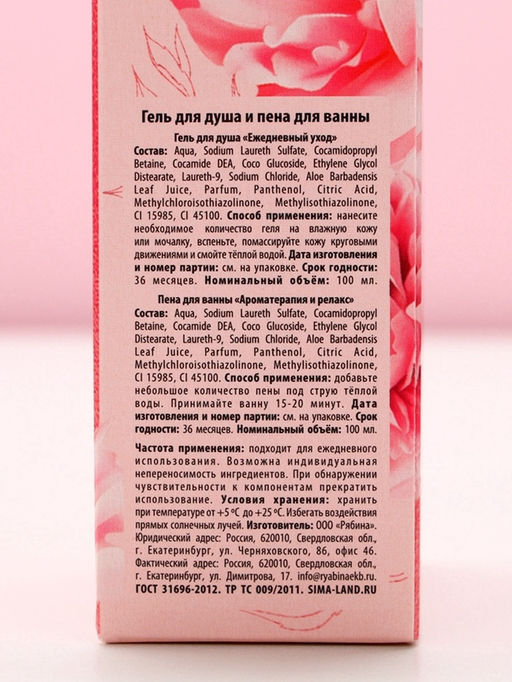 Гель для душа и пена для ванны
Гель для душа «Ежедневный уход»
Состав: Aqua, Sodium Laureth Sulfate, Cocamidopropyl
Betaine, Cocamide DEA, Coco Glucoside, Ethylene Glycol
Distearate, Laureth-9, Sodium Chloride, Aloe Barbadensis
Leaf Juice, Parfum, Panthenol, Citric Acid,
Methylchloroisothiazolinone, Methylisothiazolinone,
CI 15985, CI 45100. Способ применения: нанесите
необходимое количество геля на влажную кожу
или мочалку, вспеньте, помассируйте кожу круговыми
движениями и смойте тёплой водой. Дата изготовления
и номер партии: см. на упаковке. Срок годности:
36 месяцев. Номинальный объём: 100 мл.
Пена для ванны «Ароматерапия и релакс»
Состав: Aqua, Sodium Laureth Sulfate, Cocamidopropyl
Betaine, Cocamide DEA, Coco Glucoside, Ethylene Glycol
Distearate, Laureth-9, Sodium Chloride, Aloe Barbadensis
Leaf Juice, Parfum, Panthenol, Citric Acid,
Methylchloroisothiazolinone, Methylisothiazolinone,
CI 15985, CI 45100. Способ применения: добавьте
небольшое количество пены под струю тёплой
воды. Принимайте ванну 15-20 минут. Дата
изготовления и номер партии: см. на упаковке. Срок
годности: 36 месяцев. Номинальный объём: 100 мл.
Частота применения: подходит для ежедневного
использования. Возможна индивидуальная
непереносимость ингредиентов. При обнаружении
чувствительности к компонентам прекратить
использование. Условия хранения: хранить
при температуре от +5 ºС до +25 ºС. Избегать воздействия
прямых солнечных лучей. Изготовитель: ООО «Рябина».
Юридический адрес: Россия, 620010, Свердловская обл.,
г. Екатеринбург, ул. Черняховского, 86, офис 46.
Фактический адрес: Россия, 620010, Свердловская обл.,
г. Екатеринбург, ул. Димитрова, 17. info@ryabinaekb.ru
ГОСТ 31696-2012. ТР ТС 009/2011. SIMA-LAND.RU